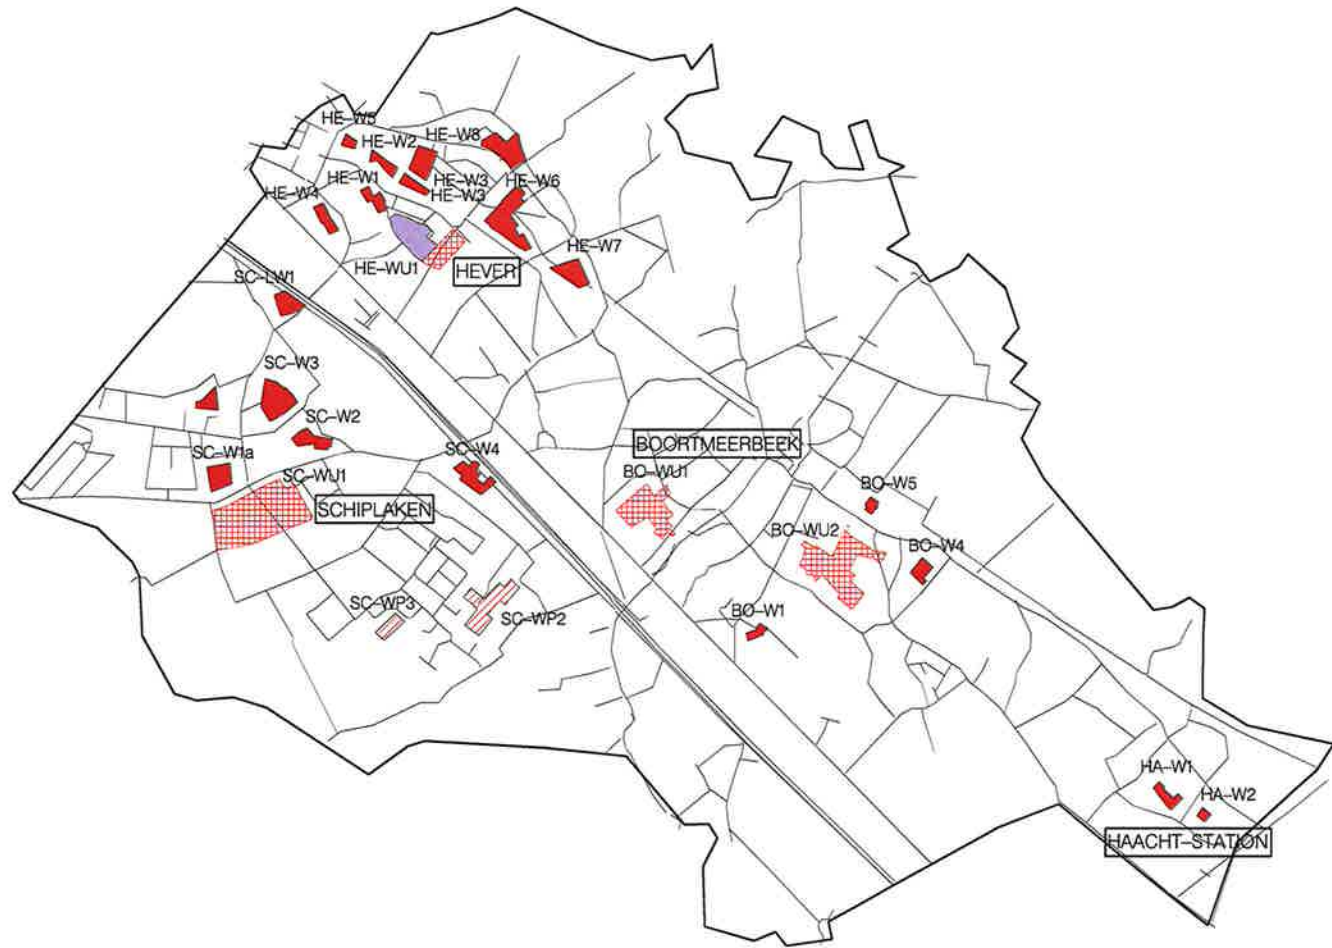 HE-W5
HE-W2
HE-W8
HE-W1
HE-W3
HE-W6
HE-W4
HE-W3
HE-W7
HE-WU1
HEVER
SC-LW1
SC-W3
SC-W2
SC-W4
BOORTMEERBEEK
SC-W1a
SC-WU1
BO-WU1
BO-W5
SCHIPLAKEN
BO-WU2
BO-W4
SC-WP3
SC-WP2
BO-W1
HA-W1
HA-W2
HAACHT-STATION